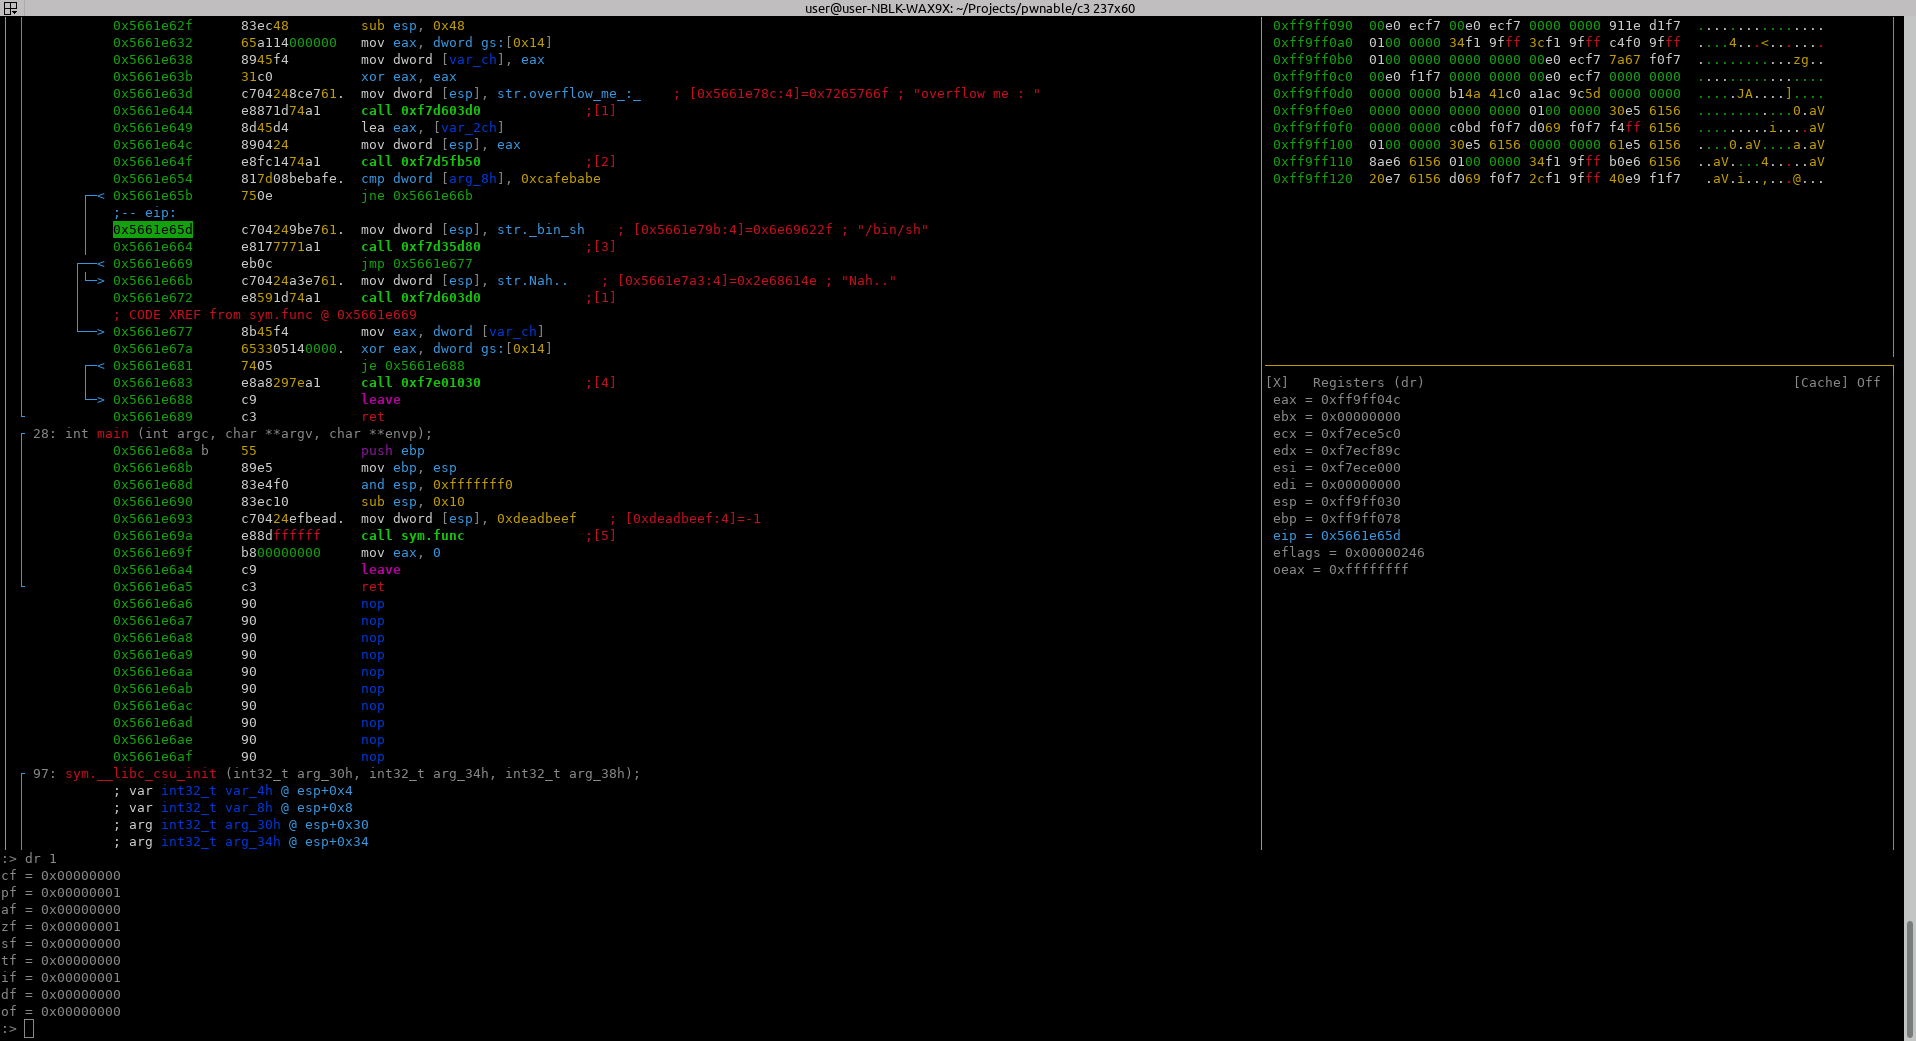 user@user-NBLK-WAX9X: ~/Projects/pwnable/c3 237x60
0x5661e62f 83ec48 sub esp, 0x48
0x5661e632 65a114000000 mov eax, dword gs:[0x14]
0x5661e638 8945f4 mov dword [var_ch], eax
0x5661e63b 31c0 xor eax, eax
0x5661e63d c704248ce761. mov dword [esp], str.overflow_me_:_ ; [0x5661e78c:4]=0x7265766f ; "overflow me : "
0x5661e644 e8871d74a1 call 0xf7d603d0 ;[1]
0x5661e649 8d45d4 lea eax, [var_2ch]
0x5661e64c 890424 mov dword [esp], eax
0x5661e64f e8fc1474a1 call 0xf7d5fb50 ;[2]
0x5661e654 817d08bebafe. cmp dword [arg_8h], 0xcafebabe
< 0x5661e65b 750e jne 0x5661e66b
;-- eip:
0x5661e65d c704249be761. mov dword [esp], str._bin_sh ; [0x5661e79b:4]=0x6e69622f ; "/bin/sh"
0x5661e664 e8177771a1 call 0xf7d35d80 ;[3]
< 0x5661e669 eb0c jmp 0x5661e677
> 0x5661e66b c70424a3e761. mov dword [esp], str.Nah.. ; [0x5661e7a3:4]=0x2e68614e ; "Nah.."
0x5661e672 e8591d74a1 call 0xf7d603d0 ;[1]
; CODE XREF from sym.func @ 0x5661e669
> 0x5661e677 8b45f4 mov eax, dword [var_ch]
0x5661e67a 653305140000. xor eax, dword gs:[0x14]
< 0x5661e681 7405 je 0x5661e688
0x5661e683 e8a8297ea1 call 0xf7e01030 ;[4]
> 0x5661e688 c9 leave
0x5661e689 c3 ret
28: int main (int argc, char **argv, char **envp);
0x5661e68a b 55 push ebp
0x5661e68b 89e5 mov ebp, esp
0x5661e68d 83e4f0 and esp, 0xfffffff0
0x5661e690 83ec10 sub esp, 0x10
0x5661e693 c70424efbead. mov dword [esp], 0xdeadbeef ; [0xdeadbeef:4]=-1
0x5661e69a e88dffffff call sym.func ;[5]
0x5661e69f b800000000 mov eax, 0
0x5661e6a4 c9 leave
0x5661e6a5 c3 ret
0x5661e6a6 90 nop
0x5661e6a7 90 nop
0x5661e6a8 90 nop
0x5661e6a9 90 nop
0x5661e6aa 90 nop
0x5661e6ab 90 nop
0x5661e6ac 90 nop
0x5661e6ad 90 nop
0x5661e6ae 90 nop
0x5661e6af 90 nop
97: sym.__libc_csu_init (int32_t arg_30h, int32_t arg_34h, int32_t arg_38h);
; var int32_t var_4h @ esp+0x4
; var int32_t var_8h @ esp+0x8
; arg int32_t arg_30h @ esp+0x30
; arg int32_t arg_34h @ esp+0x34
0xff9ff090 00e0 ecf7 00e0 ecf7 0000 0000 911e d1f7 ................
0xff9ff0a0 0100 0000 34f1 9fff 3cf1 9fff c4f0 9fff ....4...<.......
0xff9ff0b0 0100 0000 0000 0000 00e0 ecf7 7a67 f0f7 ............zg..
0xff9ff0c0 00e0 f1f7 0000 0000 00e0 ecf7 0000 0000 ................
0xff9ff0d0 0000 0000 b14a 41c0 a1ac 9c5d 0000 0000 .....JA....]....
0xff9ff0e0 0000 0000 0000 0000 0100 0000 30e5 6156 ............0.aV
0xff9ff0f0 0000 0000 c0bd f0f7 d069 f0f7 f4ff 6156 .........i....aV
0xff9ff100 0100 0000 30e5 6156 0000 0000 61e5 6156 ....0.aV....a.aV
0xff9ff110 8ae6 6156 0100 0000 34f1 9fff b0e6 6156 ..aV....4.....aV
0xff9ff120 20e7 6156 d069 f0f7 2cf1 9fff 40e9 f1f7  .aV.i..,...@...
[X] Registers (dr) [Cache] Off
eax = 0xff9ff04c
ebx = 0x00000000
ecx = 0xf7ece5c0
edx = 0xf7ecf89c
esi = 0xf7ece000
edi = 0x00000000
esp = 0xff9ff030
ebp = 0xff9ff078
eip = 0x5661e65d
eflags = 0x00000246
oeax = 0xffffffff
:> dr 1
cf = 0x00000000
pf = 0x00000001
af = 0x00000000
zf = 0x00000001
sf = 0x00000000
tf = 0x00000000
if = 0x00000001
df = 0x00000000
of = 0x00000000
:>